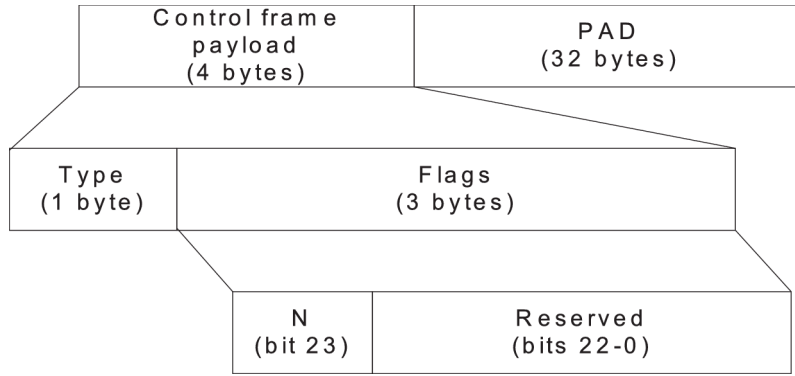 Control frame
payload
(4 bytes)
PAD
(32 bytes)
Type
(1 byte)
Flags
(3 bytes)
N
(bit 23)
Reserved
(bits 22-0)